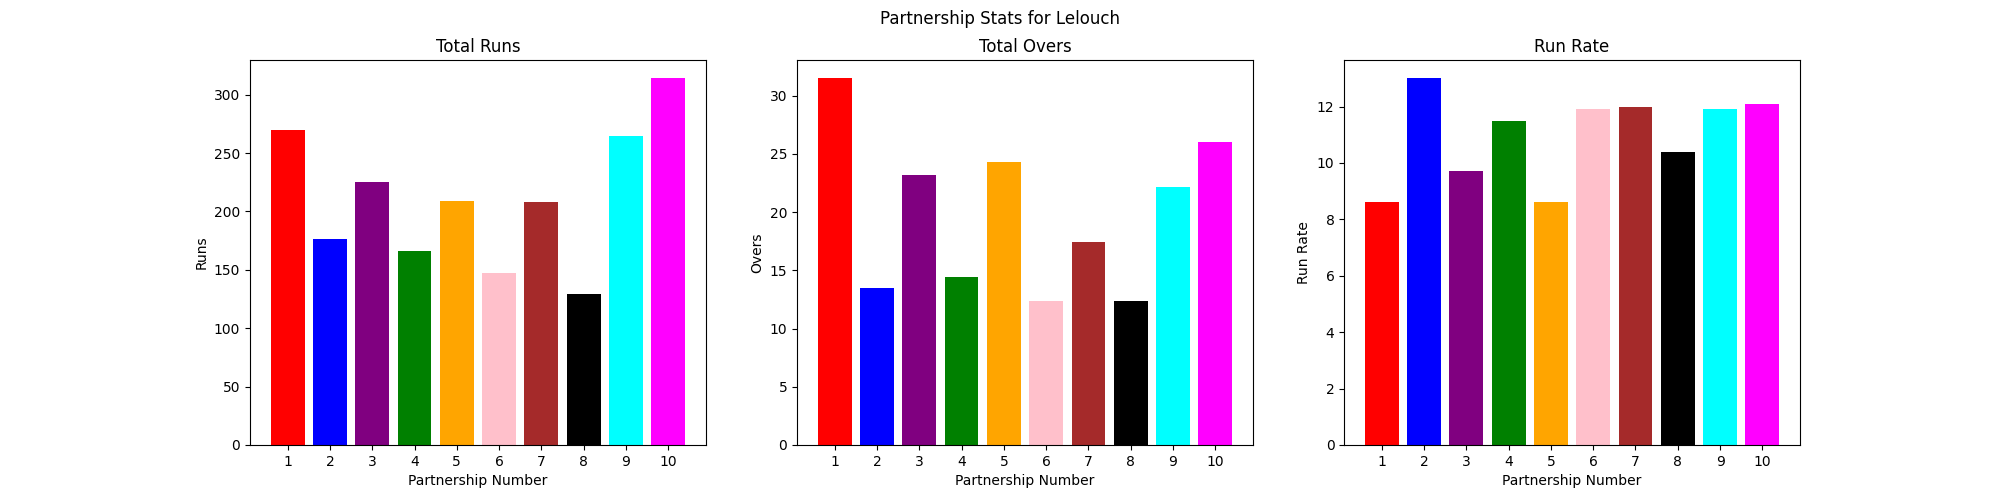 Partnership Stats for Lelouch
Total Runs
Runs
300
250
200
150
100
50
0
1 2 3 4 5 6 7 8 9 10
Partnership Number
Total Overs
Overs
30
25
20
15
10
5
0
1 2 3 4 5 6 7 8 9 10
Partnership Number
Run Rate
Run Rate
12
10
8
6
4
2
0
1 2 3 4 5 6 7 8 9 10
Partnership Number